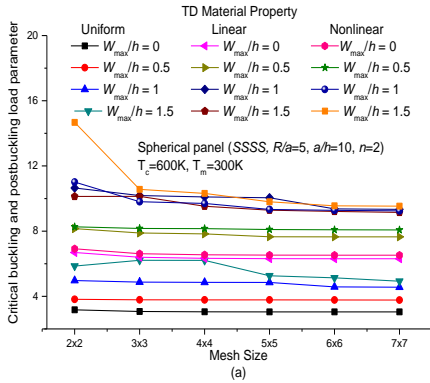 TD Material Property
Uniform Linear Nonlinear
Wmax/h = 0 Wmax/h = 0 Wmax/h = 0
Wmax/h = 0.5 Wmax/h = 0.5 Wmax/h = 0.5
Wmax/h = 1 Wmax/h = 1 Wmax/h = 1
Wmax/h = 1.5 Wmax/h = 1.5 Wmax/h = 1.5
Spherical panel (SSSS, R/a=5, a/h=10, n=2)
Tc=600K, Tm=300K
Critical buckling and postbuckling load parameter
20
16
12
8
4
2x2 3x3 4x4 5x5 6x6 7x7
Mesh Size
(a)